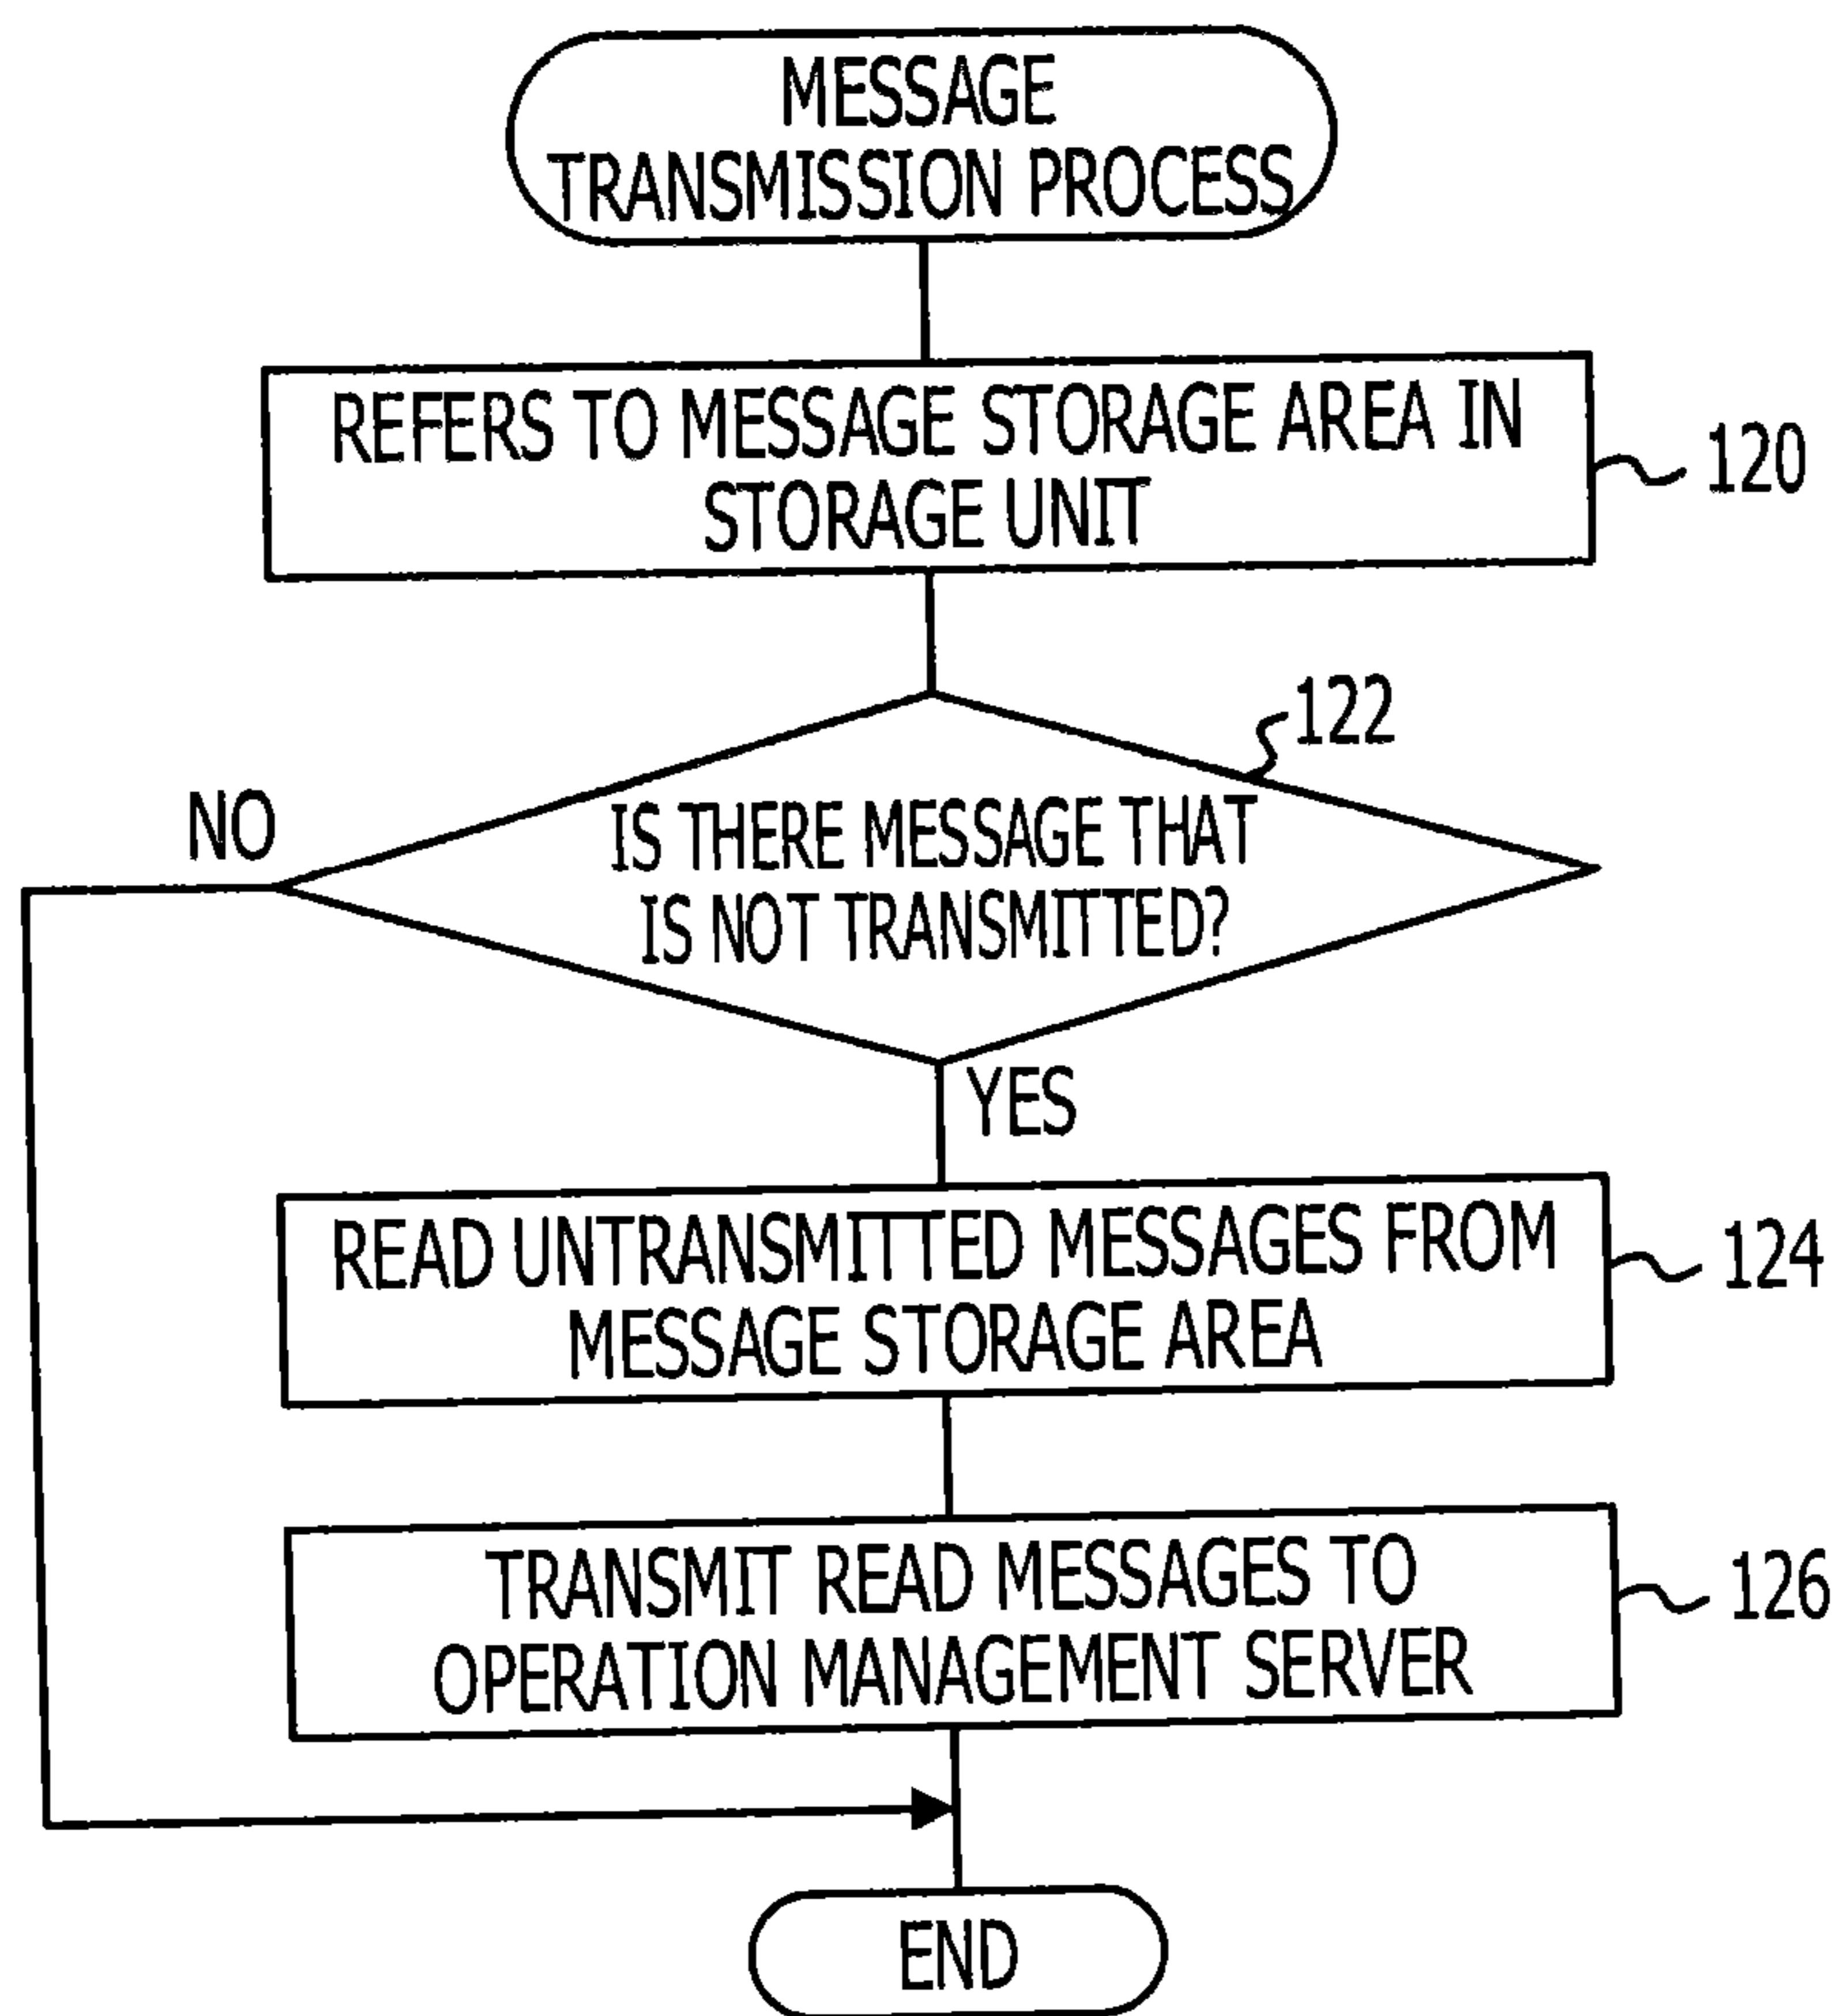 MESSAGE
TRANSMISSION PROCESS
REFERS TO MESSAGE STORAGE AREA IN
STORAGE UNIT
120
122
NO
IS THERE MESSAGE THAT
IS NOT TRANSMITTED?
YES
READ UNTRANSMITTED MESSAGES FROM
MESSAGE STORAGE AREA
124
TRANSMIT READ MESSAGES TO
OPERATION MANAGEMENT SERVER
126
END